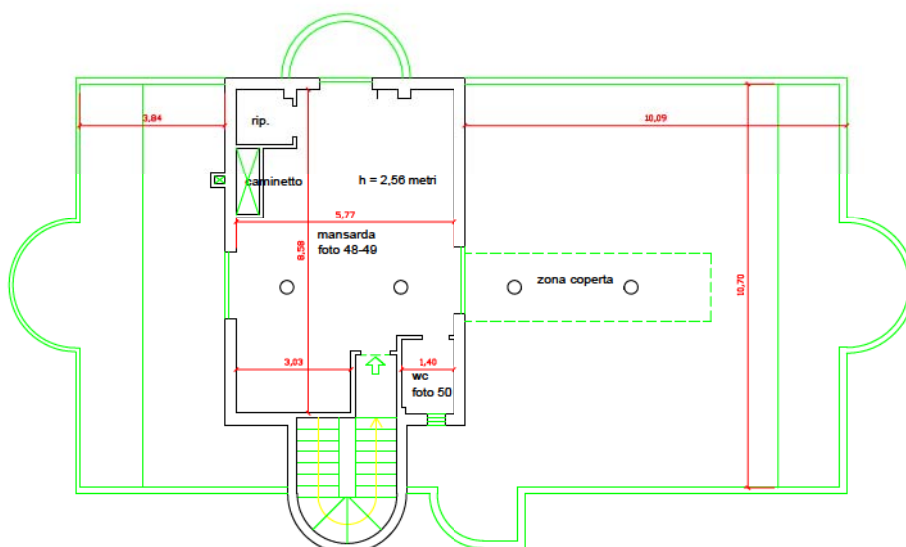 3,84
10,09
rip.
caminetto
h = 2,56 metri
5,77
mansarda
foto 48-49
8,58
zona coperta
10,70
3,03
1,40
wc
foto 50